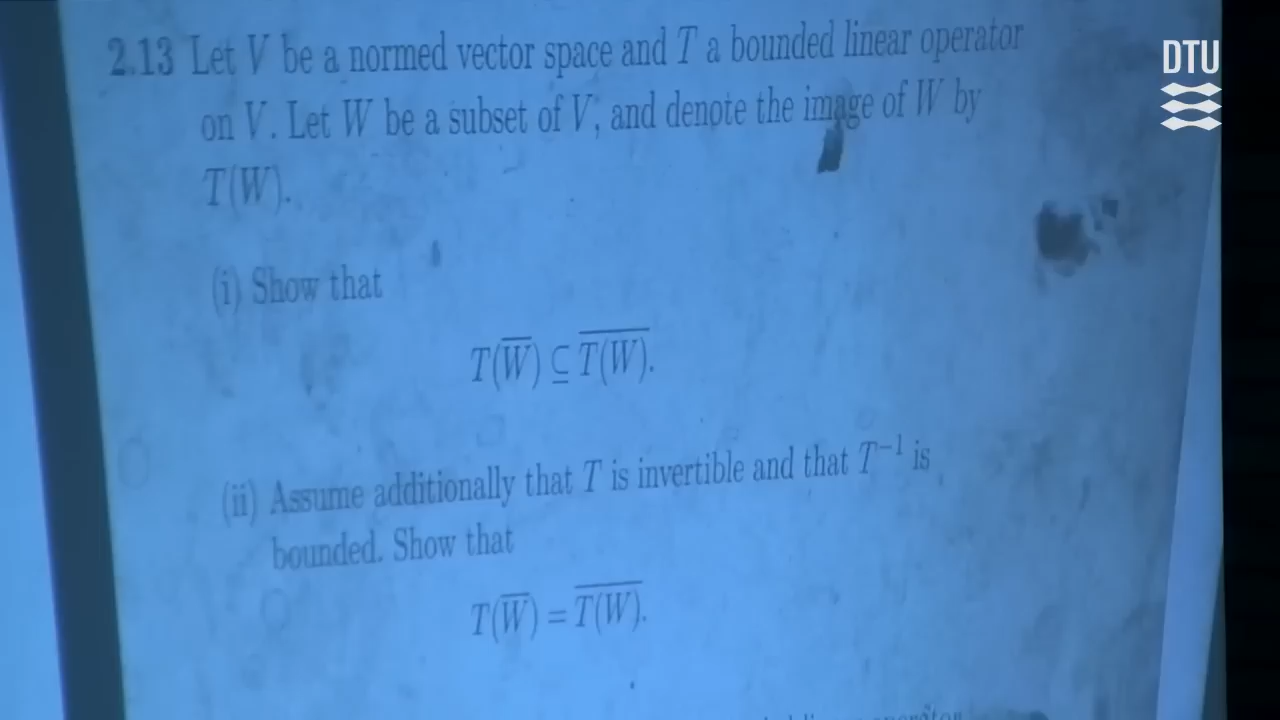 2.13 Let V be a normed vector space and T a bounded linear operator
on V. Let W be a subset of V, and denote the image of W by
T(W).
(i) Show that
T(W̅) ⊆ \overline{T(W)}.
(ii) Assume additionally that T is invertible and that T⁻¹ is
bounded. Show that
T(W̅) = \overline{T(W)}.
DTU